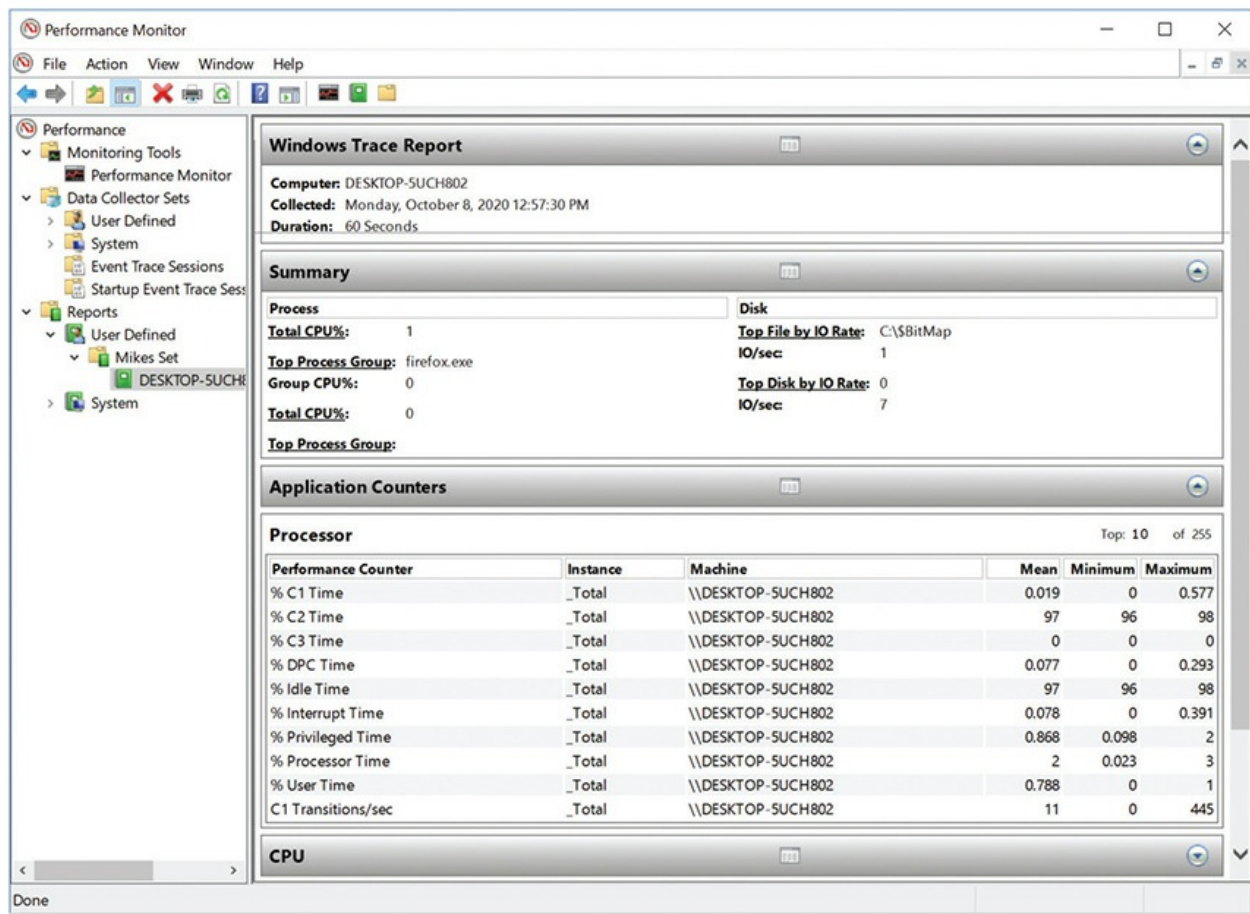 Performance Monitor
File Action View Window Help
Performance
Monitoring Tools
Performance Monitor
Data Collector Sets
User Defined
System
Event Trace Sessions
Startup Event Trace Sess
Reports
User Defined
Mikes Set
DESKTOP-5UCH8
System
Windows Trace Report
Computer: DESKTOP-5UCH802
Collected: Monday, October 8, 2020 12:57:30 PM
Duration: 60 Seconds
Summary
Process Disk
Total CPU%: 1 Top File by IO Rate: C:\$BitMap
IO/sec: 1
Top Process Group: firefox.exe
Group CPU%: 0 Top Disk by IO Rate: 0
Total CPU%: 0 IO/sec: 7
Top Process Group:
Application Counters
Processor Top: 10 of 255
Performance Counter Instance Machine Mean Minimum Maximum
% C1 Time _Total \\DESKTOP-5UCH802 0.019 0 0.577
% C2 Time _Total \\DESKTOP-5UCH802 97 96 98
% C3 Time _Total \\DESKTOP-5UCH802 0 0 0
% DPC Time _Total \\DESKTOP-5UCH802 0.077 0 0.293
% Idle Time _Total \\DESKTOP-5UCH802 97 96 98
% Interrupt Time _Total \\DESKTOP-5UCH802 0.078 0 0.391
% Privileged Time _Total \\DESKTOP-5UCH802 0.868 0.098 2
% Processor Time _Total \\DESKTOP-5UCH802 2 0.023 3
% User Time _Total \\DESKTOP-5UCH802 0.788 0 1
C1 Transitions/sec _Total \\DESKTOP-5UCH802 11 0 445
CPU
Done